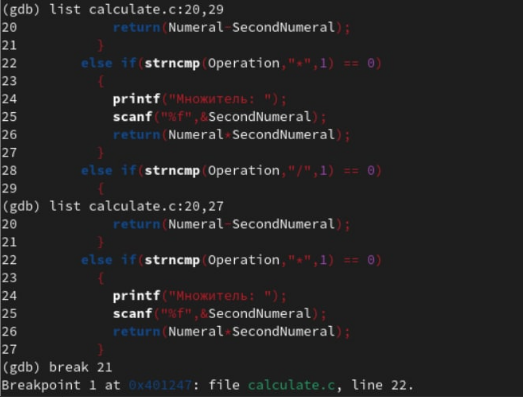 (gdb) list calculate.c:20,29
20            return(Numeral-SecondNumeral);
21          }
22        else if(strncmp(Operation,"*",1) == 0)
23          {
24            printf("Множитель: ");
25            scanf("%f",&SecondNumeral);
26            return(Numeral*SecondNumeral);
27          }
28        else if(strncmp(Operation,"/",1) == 0)
29          {
(gdb) list calculate.c:20,27
20            return(Numeral-SecondNumeral);
21          }
22        else if(strncmp(Operation,"*",1) == 0)
23          {
24            printf("Множитель: ");
25            scanf("%f",&SecondNumeral);
26            return(Numeral*SecondNumeral);
27          }
(gdb) break 21
Breakpoint 1 at 0x401247: file calculate.c, line 22.